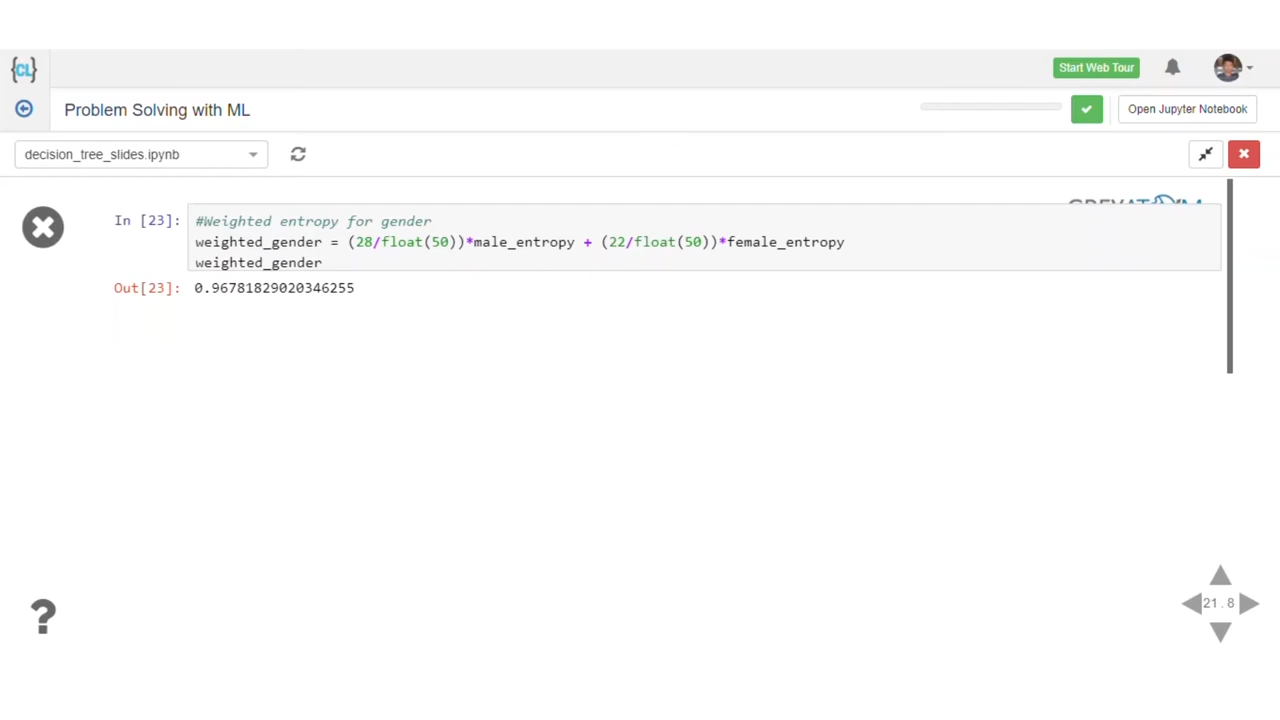 {CL}
Start Web Tour
Problem Solving with ML
Open Jupyter Notebook
decision_tree_slides.ipynb
In [23]:
#Weighted entropy for gender
weighted_gender = (28/float(50))*male_entropy + (22/float(50))*female_entropy
weighted_gender
Out[23]: 0.96781829020346255
?
21 . 8